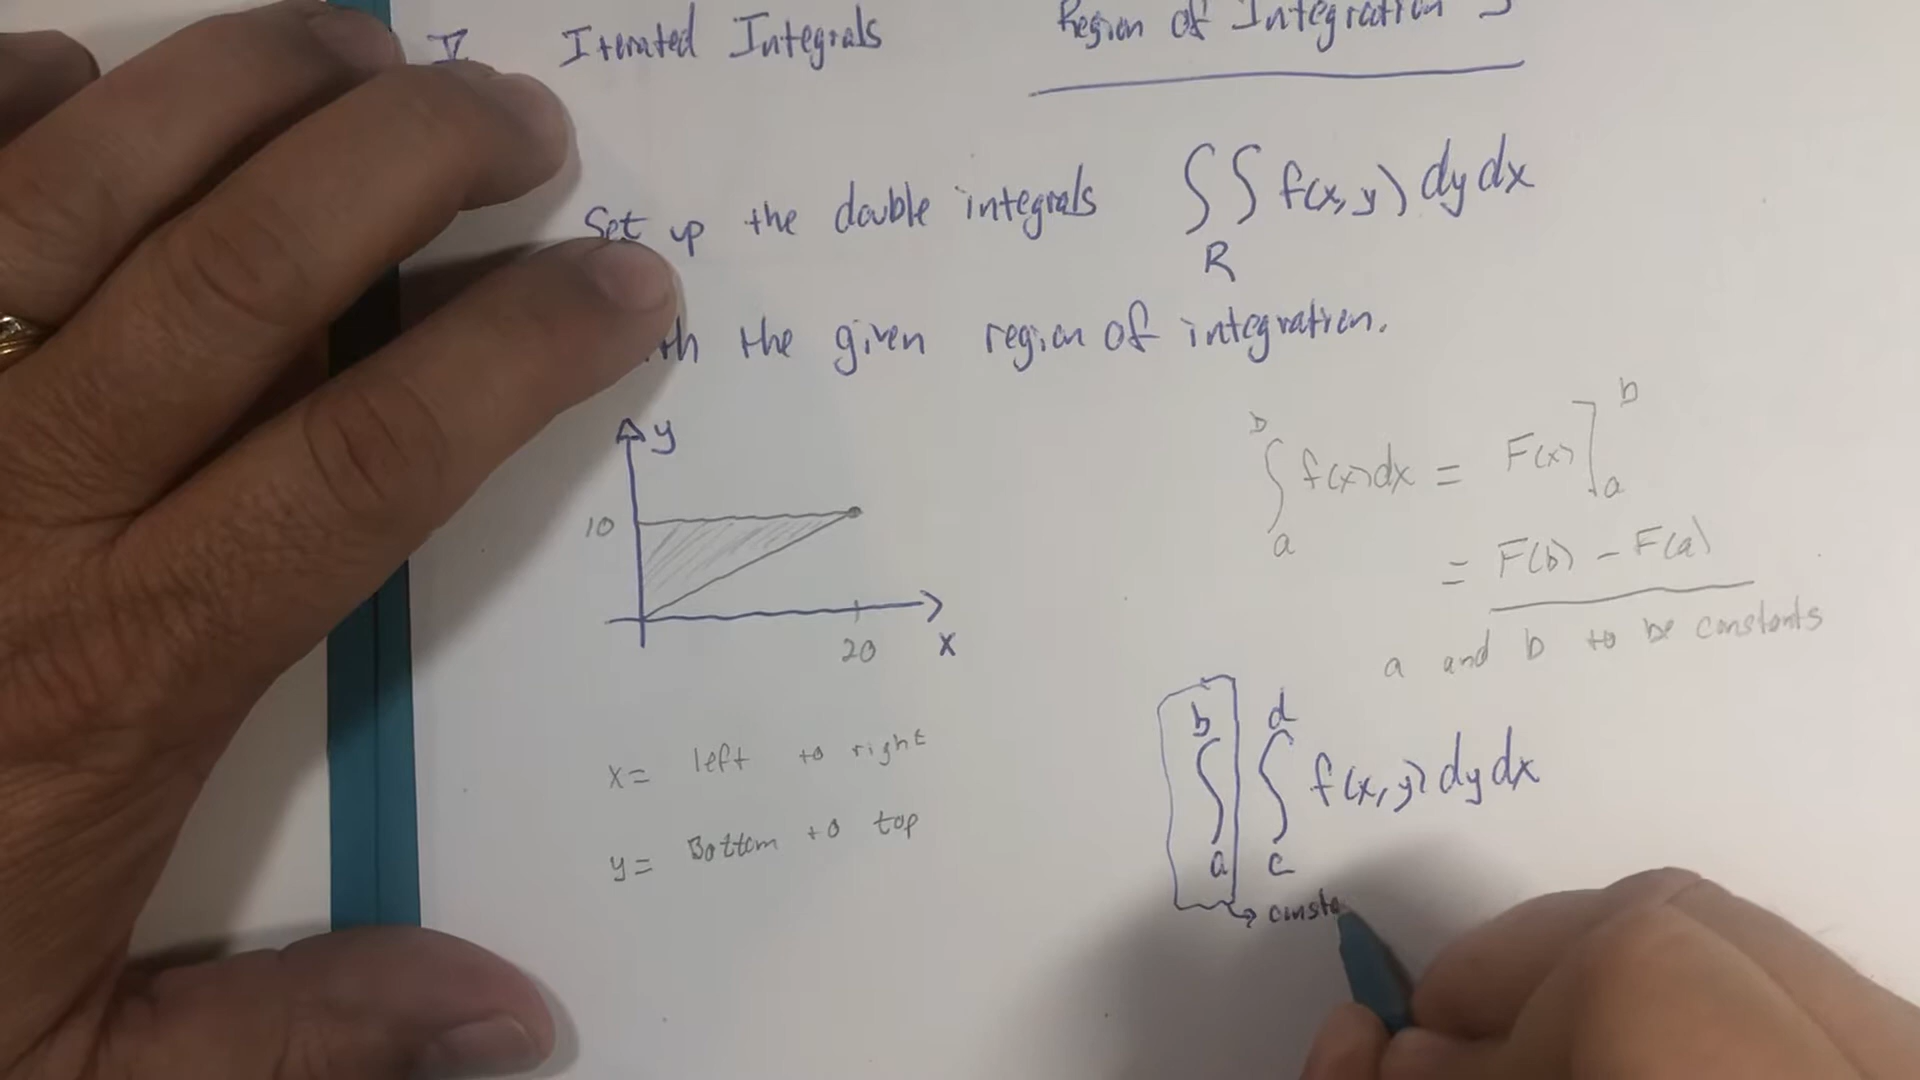 V Iterated Integrals Region of Integration
Set up the double integrals ∫∫ f(x,y) dy dx
R
the given region of integration.
y
10
20
x
b
∫ f(x)dx = F(x)]
a
b
a
= F(b) - F(a)
a and b to be constants
x= left to right
y= Bottom to top
b d
∫ ∫ f(x,y) dy dx
a c
→ consta